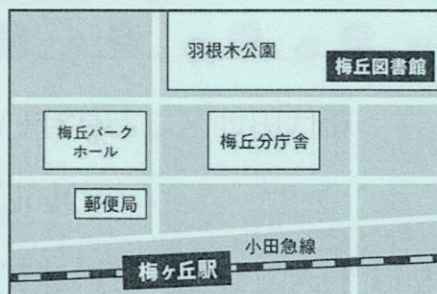 羽根木公園
梅丘図書館
梅丘パーク
ホール
梅丘分庁舎
郵便局
小田急線
梅ヶ丘駅